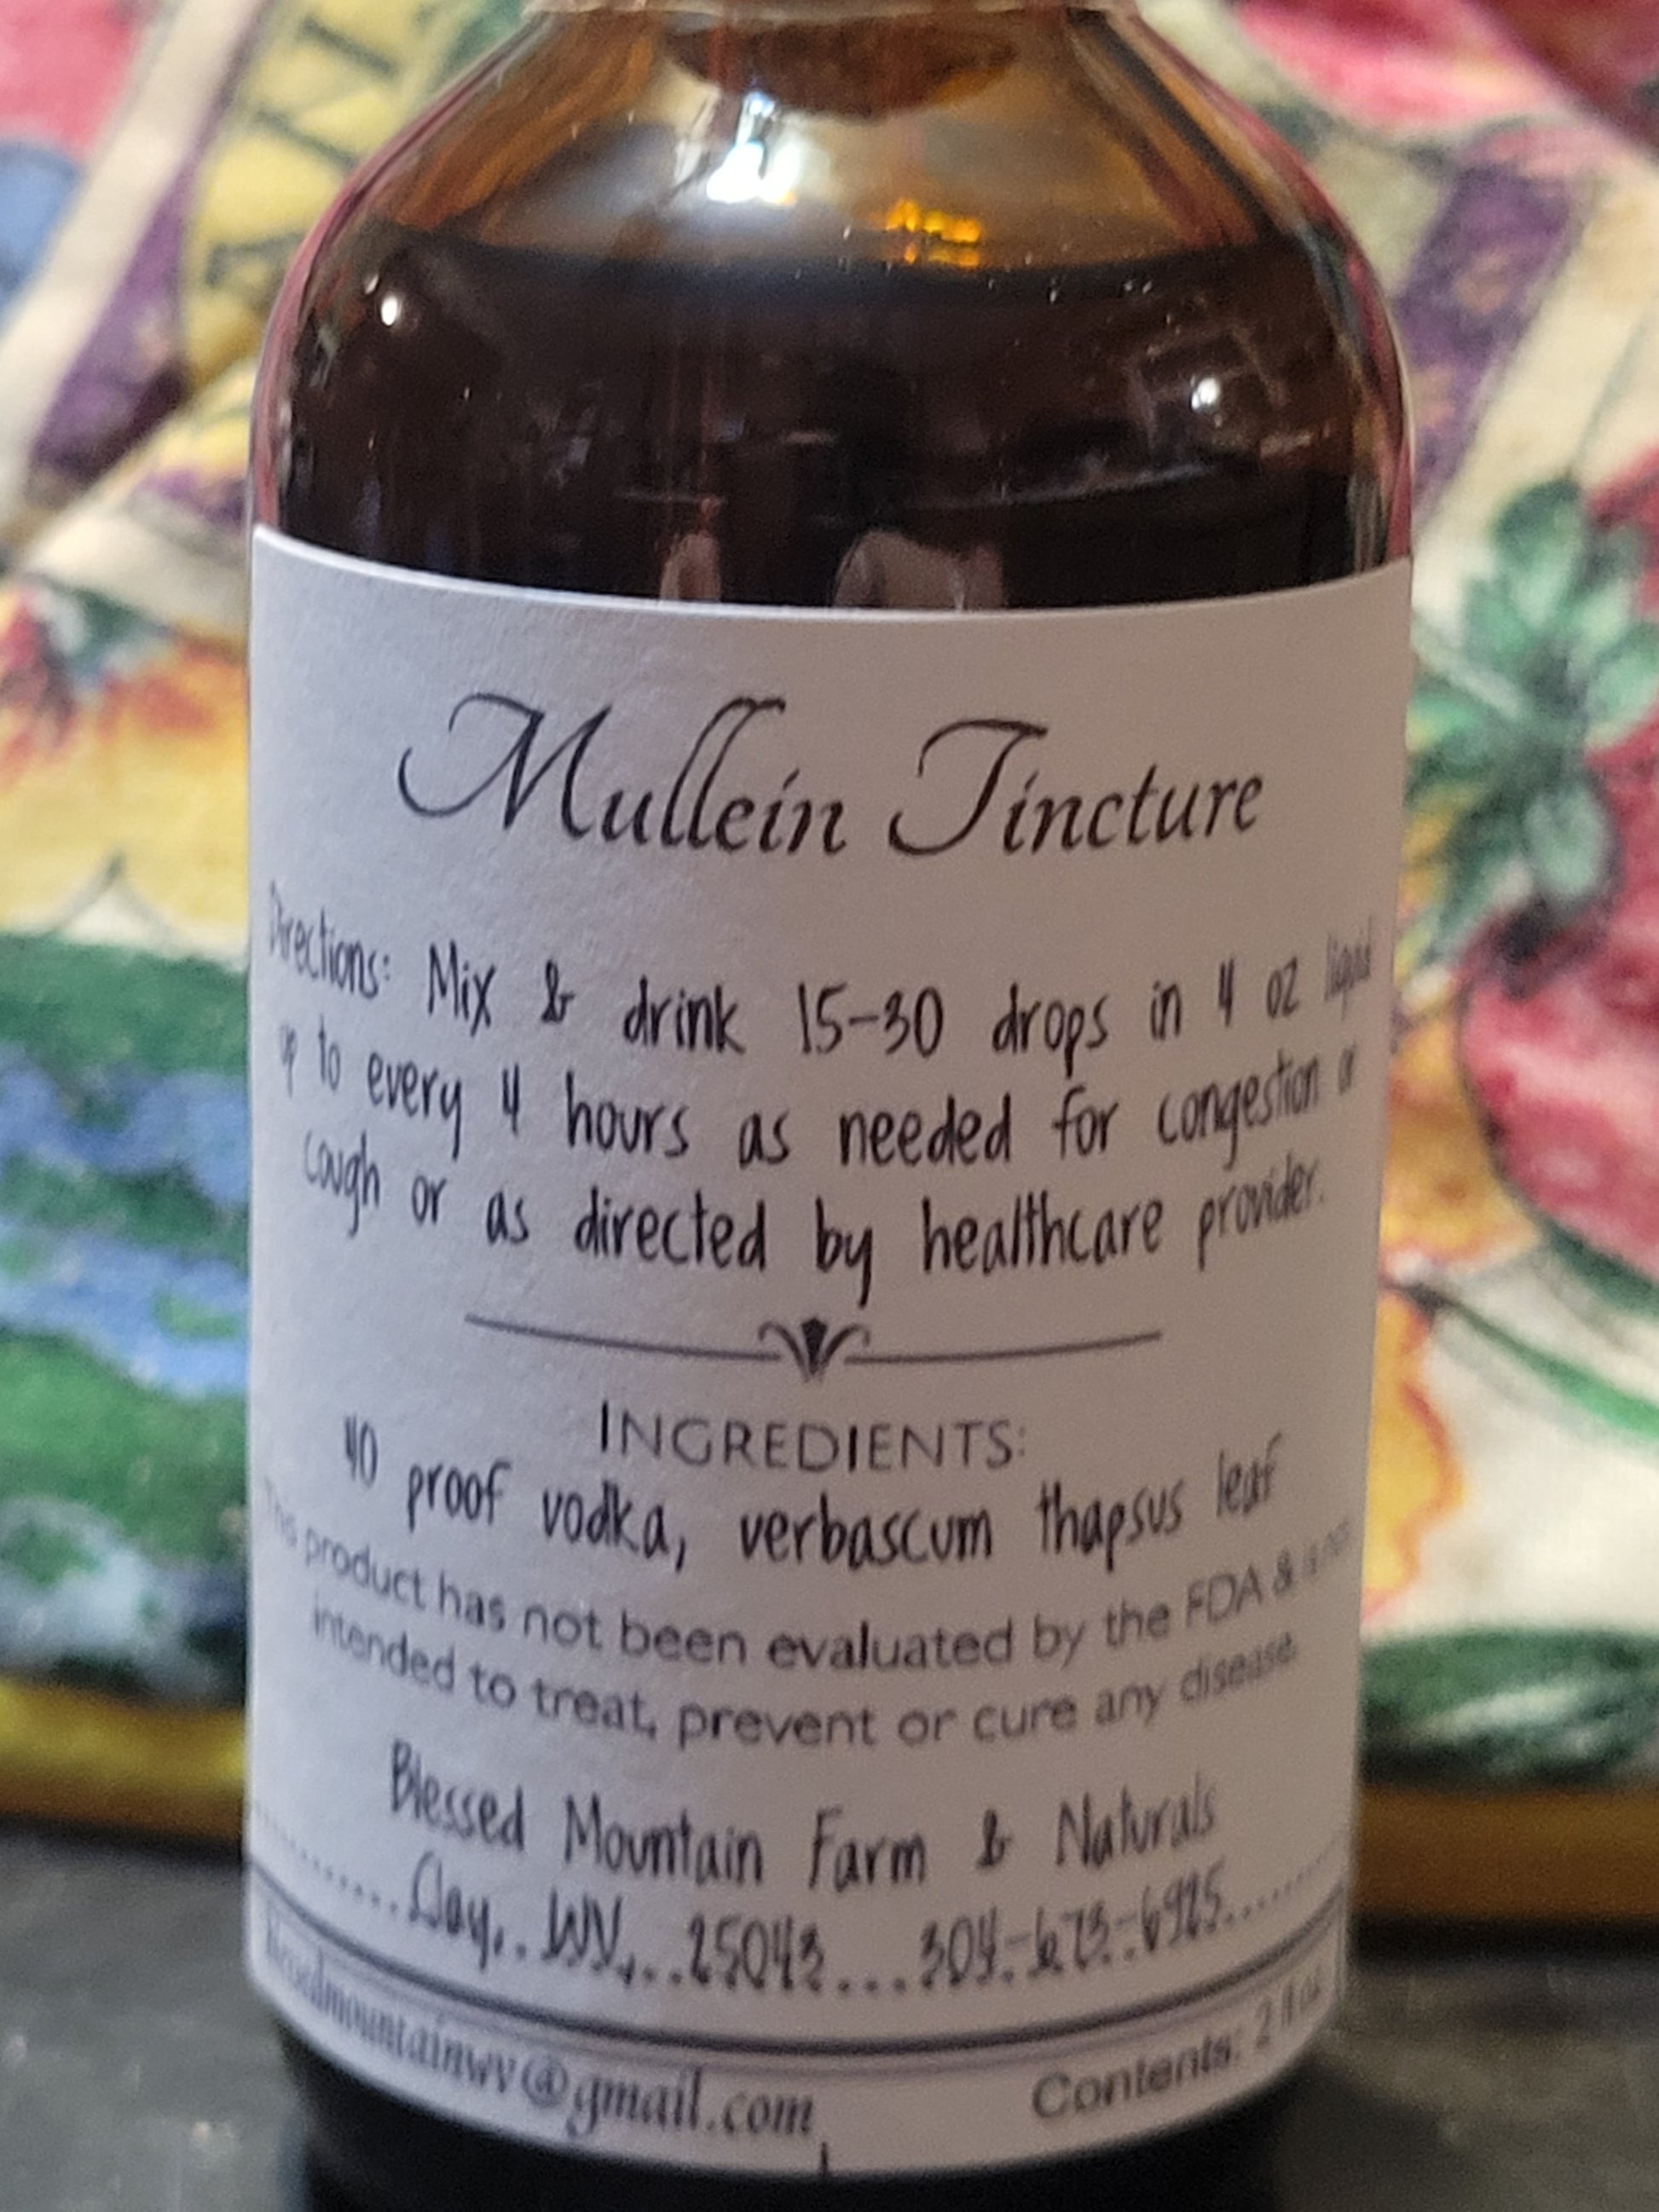 Mullein Tincture
Directions: Mix & drink 15-30 drops in 4 oz liquid
up to every 4 hours as needed for congestion or
cough or as directed by healthcare provider.
INGREDIENTS:
40 proof vodka, verbascum thapsus leaf
This product has not been evaluated by the FDA & is not
intended to treat, prevent or cure any disease.
Blessed Mountain Farm & Naturals
Clay, WV, 25043 304-673-6925
blessedmountainwv@gmail.com Contents: 2 fl oz